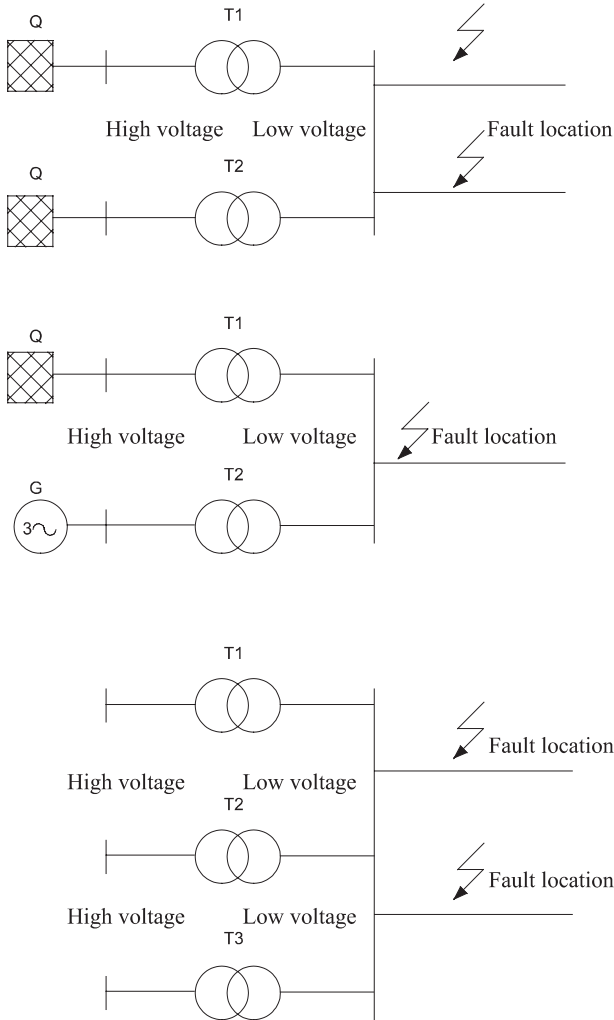 Q
T1
High voltage
Low voltage
Fault location
Q
T2
Q
T1
High voltage
Low voltage
Fault location
G
3
T2
T1
Fault location
High voltage
Low voltage
T2
Fault location
High voltage
Low voltage
T3